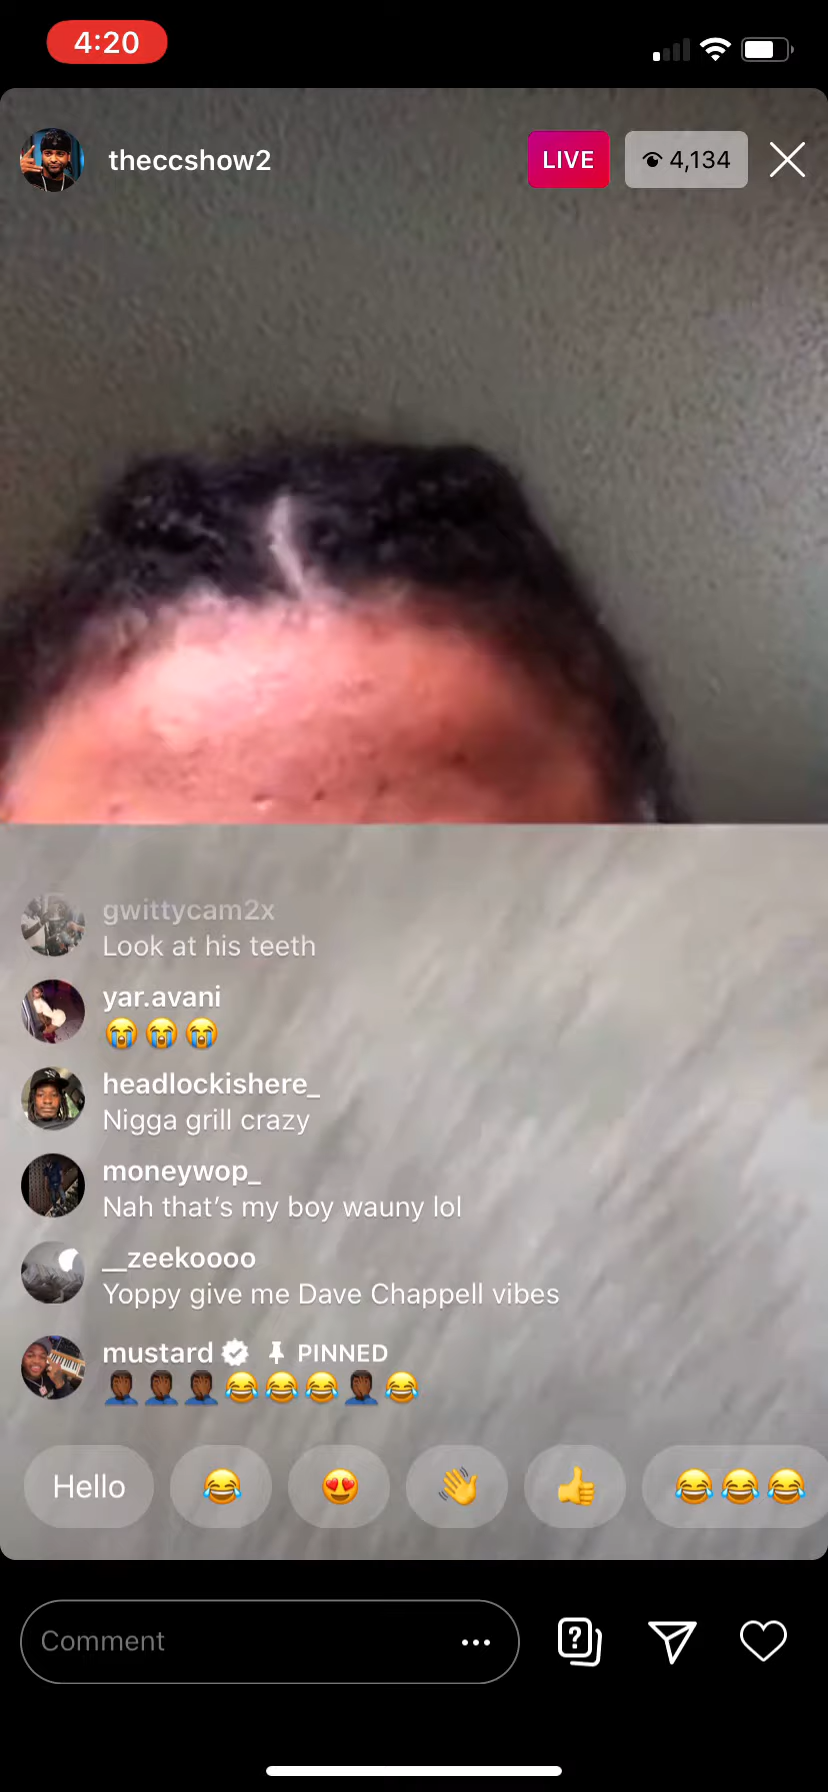 4:20
theccshow2
LIVE
4,134
gwittycam2x
Look at his teeth
yar.avani
😭😭😭
headlockishere_
Nigga grill crazy
moneywop_
Nah that’s my boy wauny lol
__zeekoooo
Yoppy give me Dave Chappell vibes
mustard PINNED
🤦🏾‍♂️🤦🏾‍♂️🤦🏾‍♂️😂😂😂🤦🏾‍♂️😂
Hello 😂 😍 👋 👍 😂😂😂
Comment